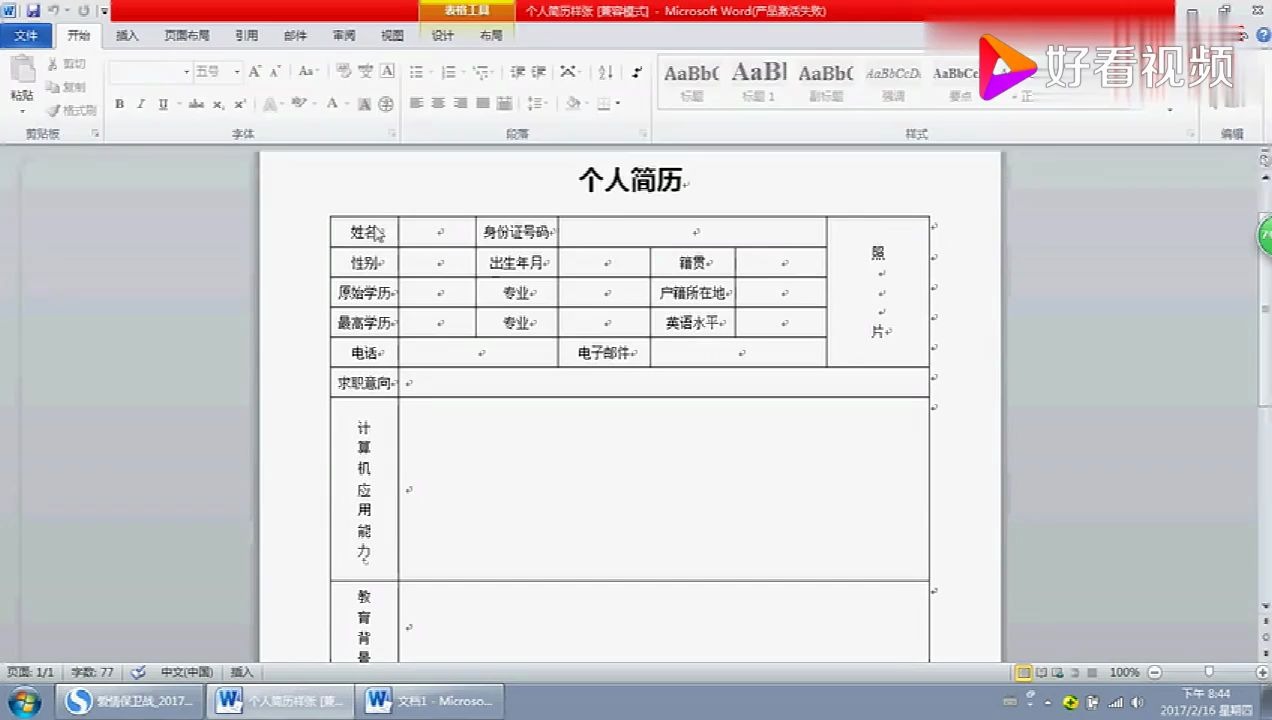 表格工具
个人简历样张 [兼容模式] - Microsoft Word(产品激活失败)
文件 开始 插入 页面布局 引用 邮件 审阅 视图 设计 布局
好看视频
粘贴 剪切
复制
格式刷
五号
AaBbC AaBl AaBbC AaBbCcD AaBbCc
标题 标题 1 副标题 强调 要点
剪贴板 字体 段落 样式 编辑
个人简历
姓名 身份证号码
性别 出生年月 籍贯
原始学历 专业 户籍所在地
最高学历 专业 英语水平
电话 电子邮件
照
片
求职意向
计
算
机
应
用
能
力
教
育
背
景
页面: 1/1 字数: 77 中文(中国) 插入 100%
爱情保卫战_2017... 个人简历样张 [兼... 文档1 - Microso...
下午 8:44
2017/2/16 星期四